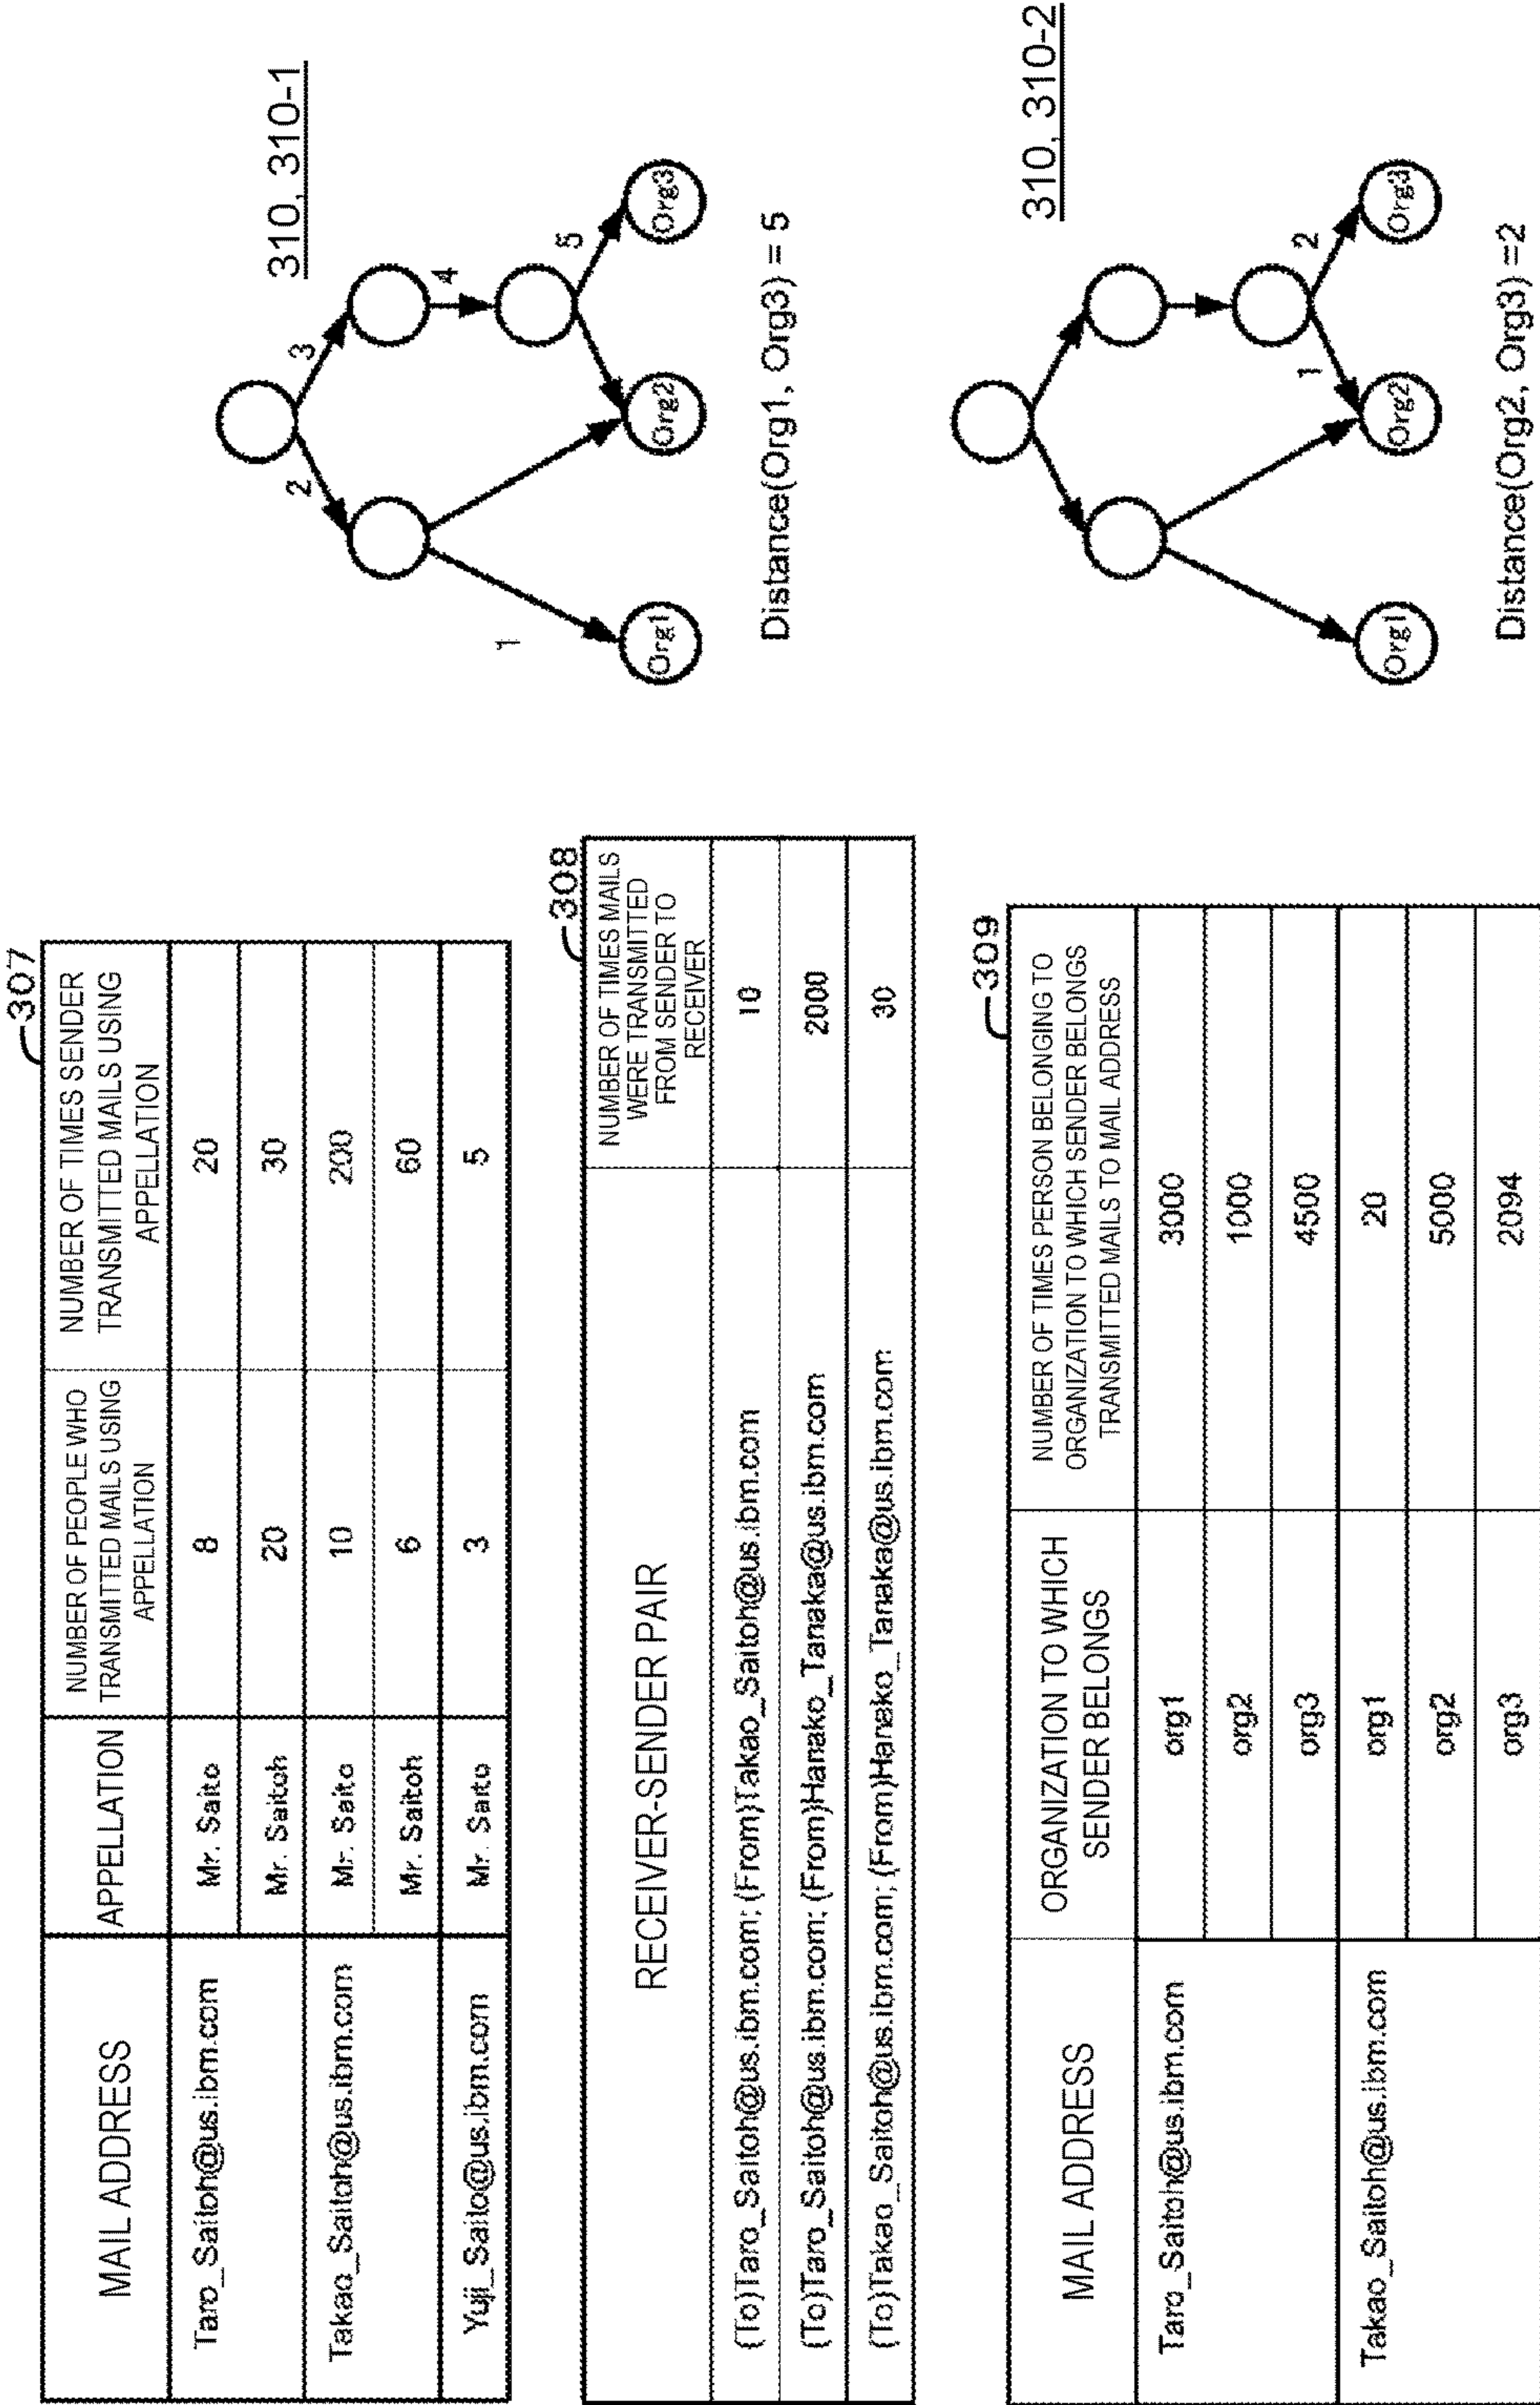 307
MAIL ADDRESS
APPELLATION
NUMBER OF PEOPLE WHO
TRANSMITTED MAILS USING
APPELLATION
NUMBER OF TIMES SENDER
TRANSMITTED MAILS USING
APPELLATION
Taro_Saitoh@us.ibm.com
Mr. Saito
8
20
Mr. Saitoh
20
30
Takao_Saitoh@us.ibm.com
Mr. Saito
10
200
Mr. Saitoh
6
60
Yuji_Saito@us.ibm.com
Mr. Saito
3
5
308
RECEIVER-SENDER PAIR
NUMBER OF TIMES MAILS
WERE TRANSMITTED
FROM SENDER TO
RECEIVER
(To)Taro_Saitoh@us.ibm.com; (From)Takao_Saitoh@us.ibm.com
10
(To)Taro_Saitoh@us.ibm.com; (From)Hanako_Tanaka@us.ibm.com
2000
(To)Takao_Saitoh@us.ibm.com; (From)Haneko_Tanaka@us.ibm.com
30
309
MAIL ADDRESS
ORGANIZATION TO WHICH
SENDER BELONGS
NUMBER OF TIMES PERSON BELONGING TO
ORGANIZATION TO WHICH SENDER BELONGS
TRANSMITTED MAILS TO MAIL ADDRESS
Taro_Saitoh@us.ibm.com
org1
3000
org2
1000
org3
4500
Takao_Saitoh@us.ibm.com
org1
20
org2
5000
org3
2094
310, 310-1
2
3
4
1
5
Org1
Org2
Org3
Distance(Org1, Org3) = 5
310, 310-2
1
2
Org1
Org2
Org3
Distance(Org2, Org3) =2